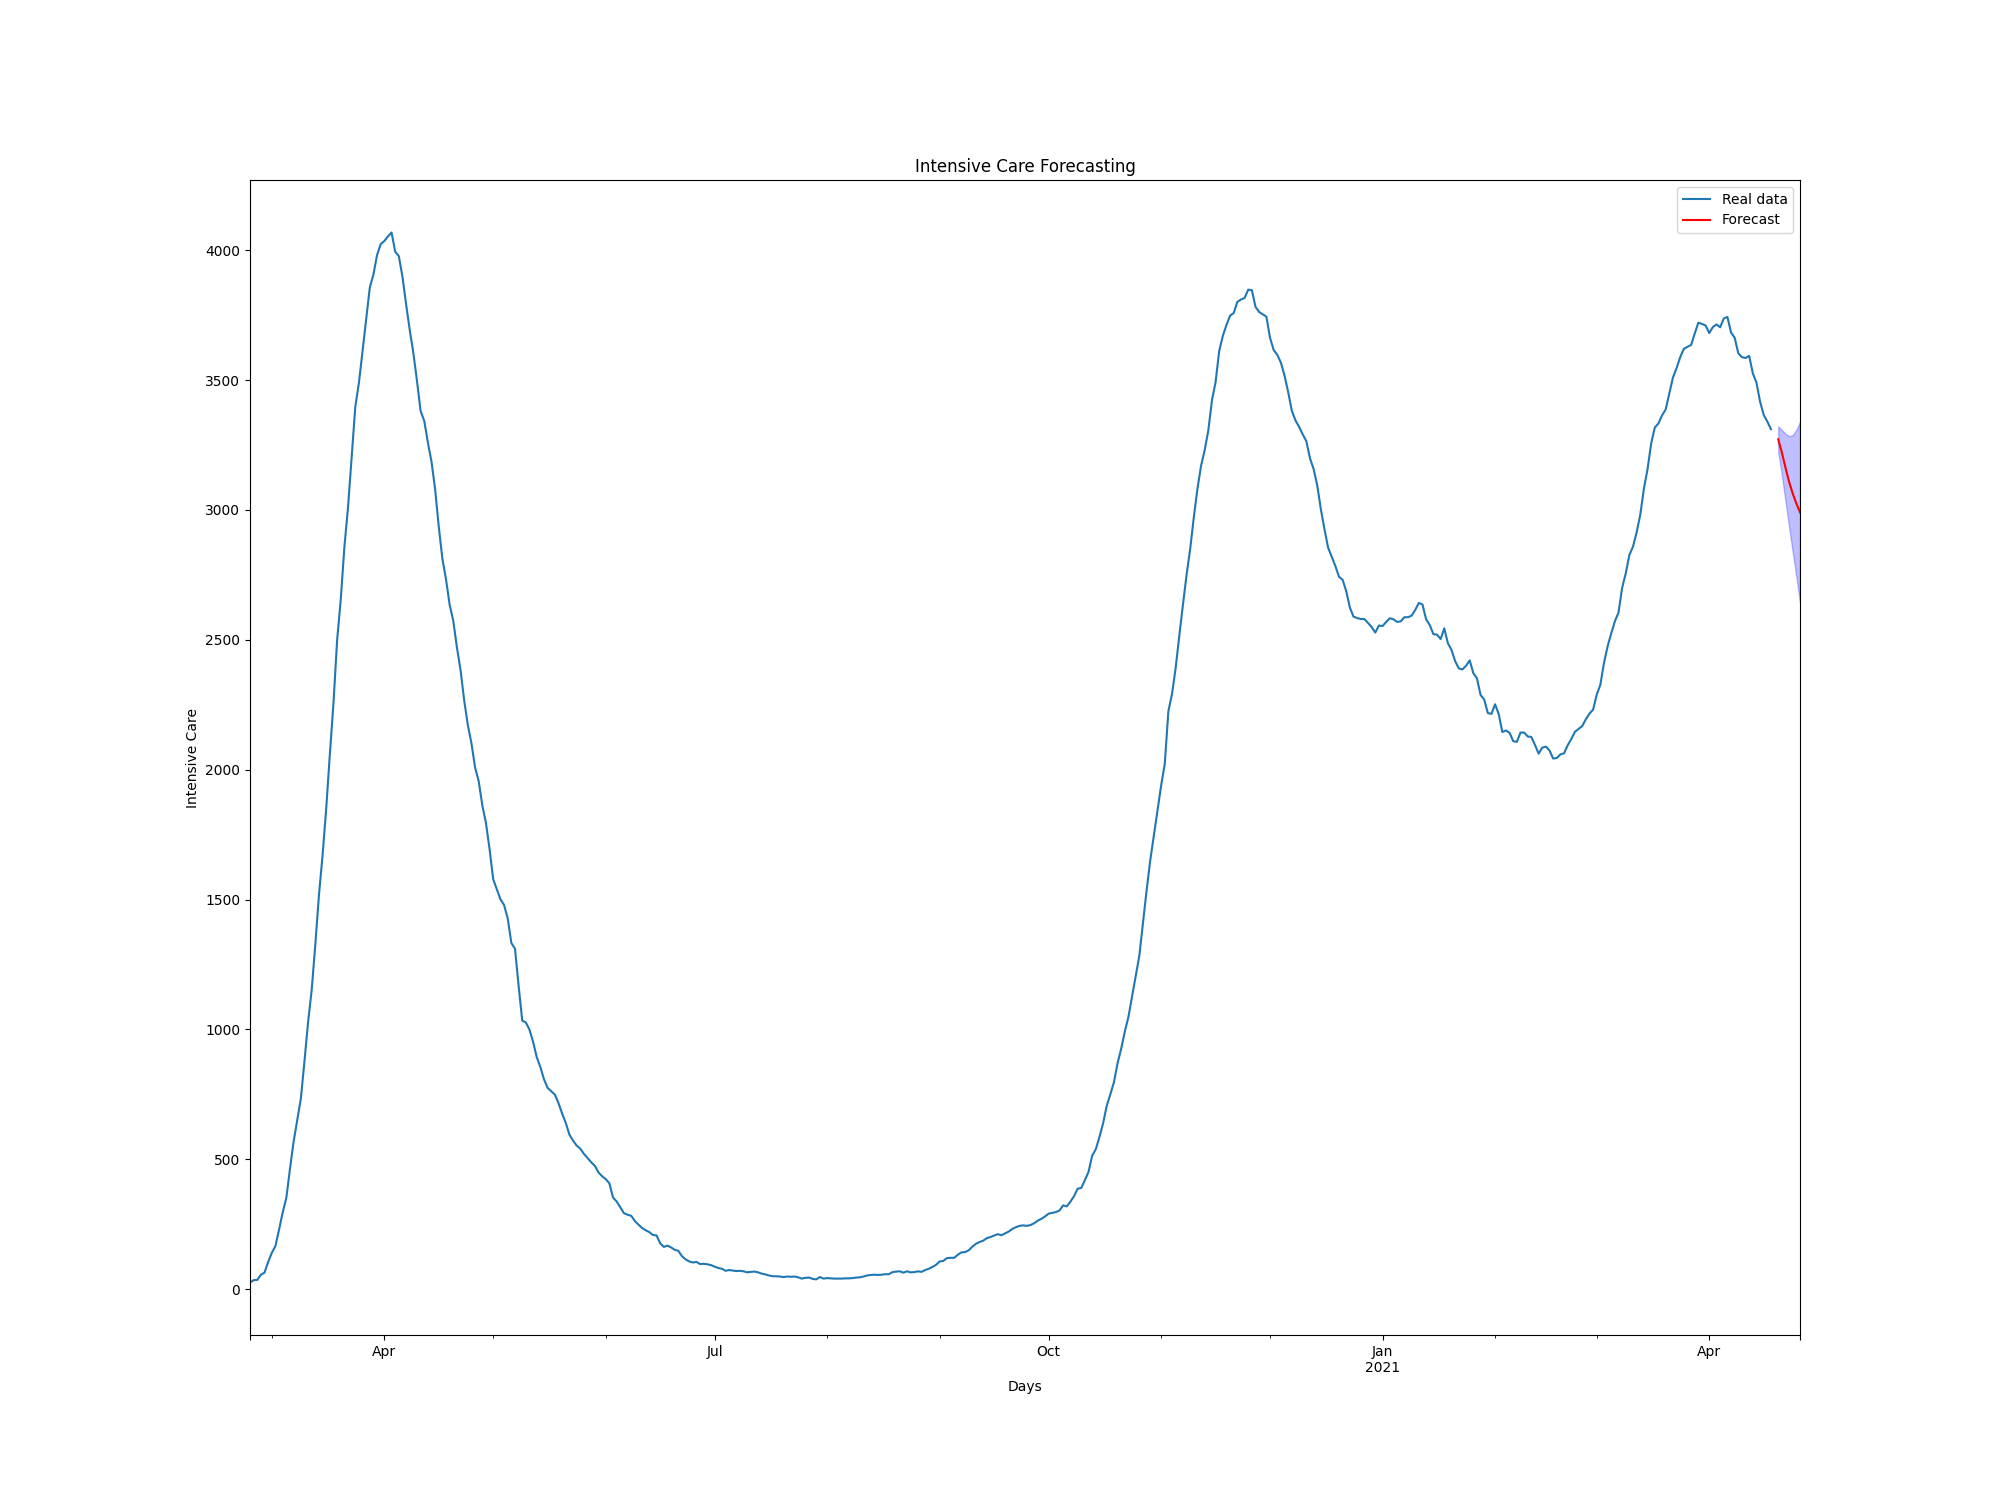 Intensive Care Forecasting
Real data
Forecast
4000
3500
3000
2500
2000
1500
1000
500
0
Intensive Care
Apr
Jul
Oct
Jan
2021
Apr
Days